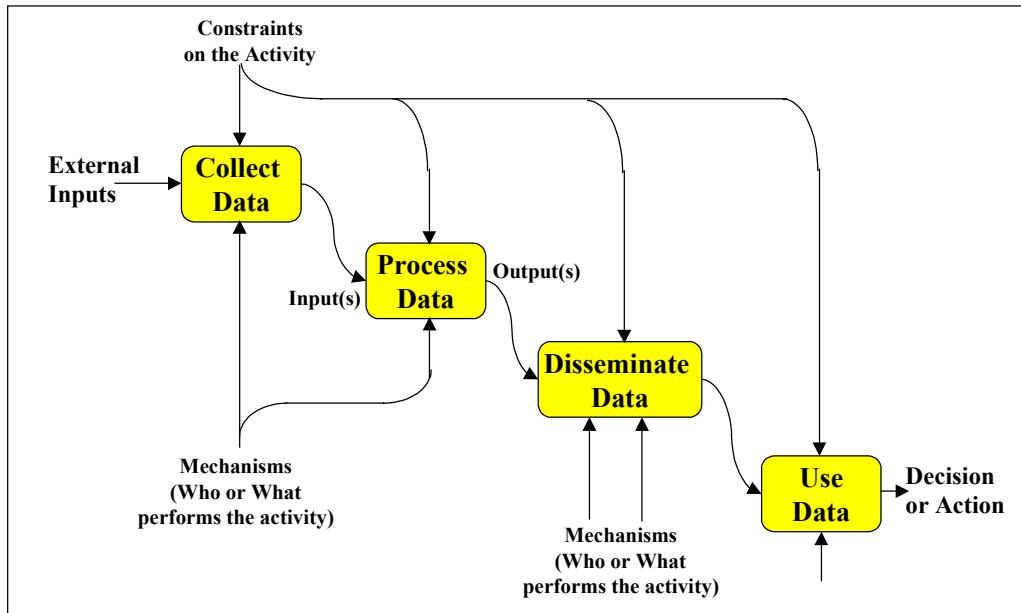 Constraints
on the Activity
External
Inputs
Collect
Data
Input(s)
Process
Data
Output(s)
Disseminate
Data
Mechanisms
(Who or What
performs the activity)
Use
Data
Decision
or Action
Mechanisms
(Who or What
performs the activity)